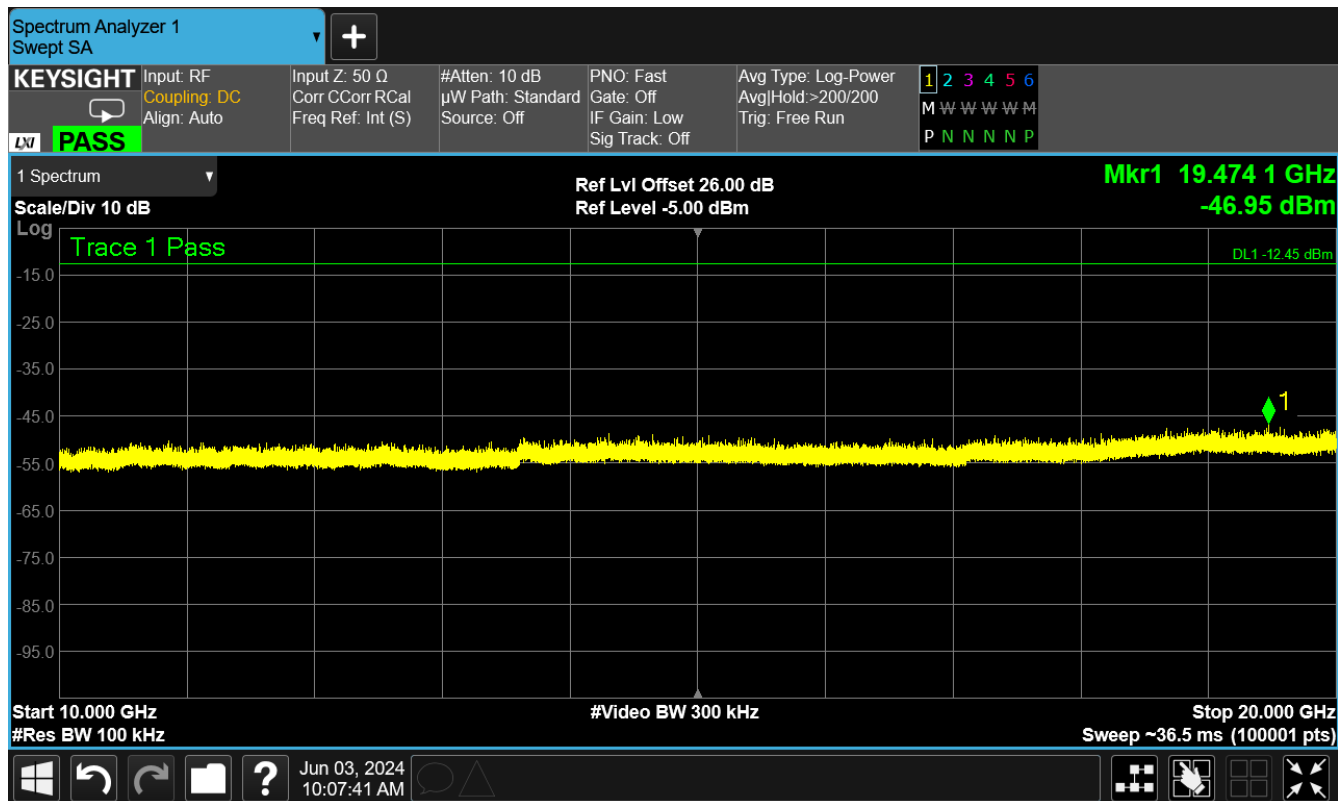 Spectrum Analyzer 1
Swept SA
KEYSIGHT
LXI PASS
Input: RF
Coupling: DC
Align: Auto
Input Z: 50 Ω
Corr CCorr RCal
Freq Ref: Int (S)
#Atten: 10 dB
µW Path: Standard
Source: Off
PNO: Fast
Gate: Off
IF Gain: Low
Sig Track: Off
Avg Type: Log-Power
Avg|Hold:>200/200
Trig: Free Run
1 2 3 4 5 6
M W W W W M
P N N N N P
1 Spectrum
Scale/Div 10 dB
Ref Lvl Offset 26.00 dB
Ref Level -5.00 dBm
Mkr1 19.474 1 GHz
-46.95 dBm
Log
Trace 1 Pass
DL1 -12.45 dBm
-15.0
-25.0
-35.0
1
-45.0
-55.0
-65.0
-75.0
-85.0
-95.0
Start 10.000 GHz
#Res BW 100 kHz
#Video BW 300 kHz
Stop 20.000 GHz
Sweep ~36.5 ms (100001 pts)
?
Jun 03, 2024
10:07:41 AM